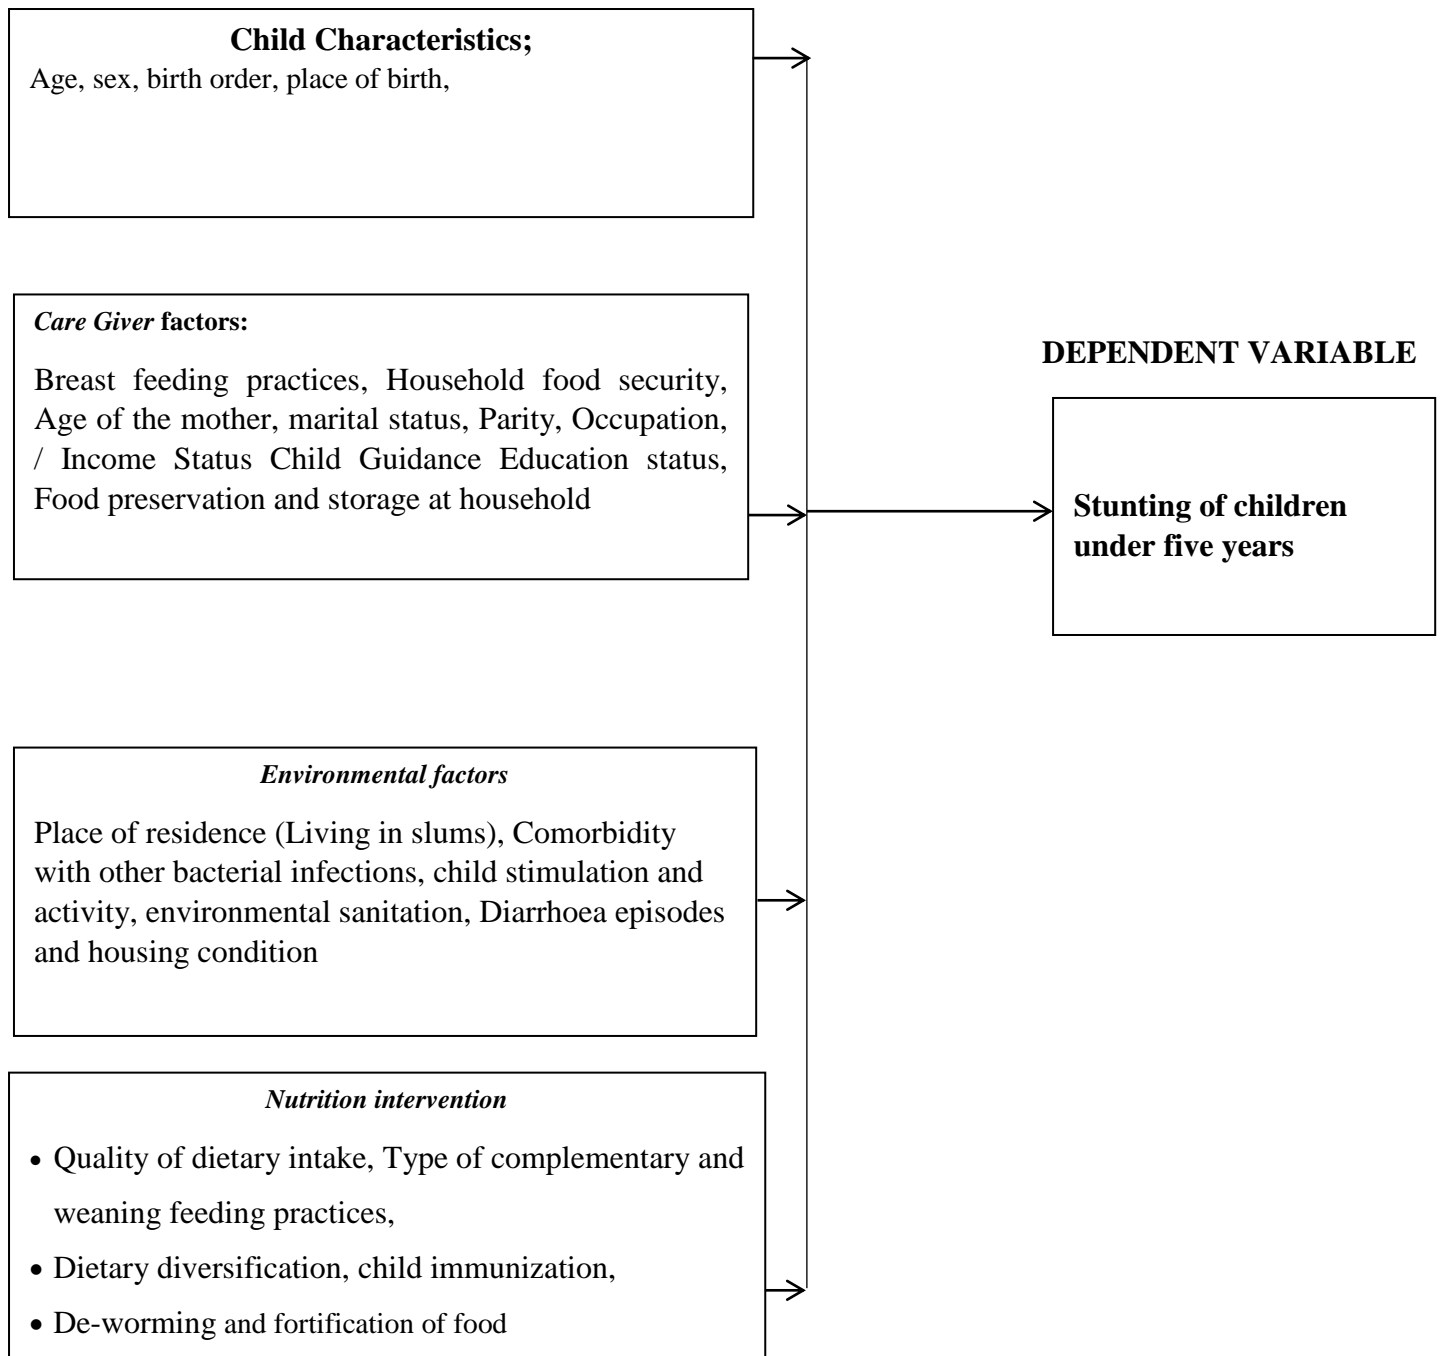 Child Characteristics;
Age, sex, birth order, place of birth,
Care Giver factors:
Breast feeding practices, Household food security,
Age of the mother, marital status, Parity, Occupation,
/ Income Status Child Guidance Education status,
Food preservation and storage at household
DEPENDENT VARIABLE
Stunting of children
under five years
Environmental factors
Place of residence (Living in slums), Comorbidity
with other bacterial infections, child stimulation and
activity, environmental sanitation, Diarrhoea episodes
and housing condition
Nutrition intervention
• Quality of dietary intake, Type of complementary and
weaning feeding practices,
• Dietary diversification, child immunization,
• De-worming and fortification of food